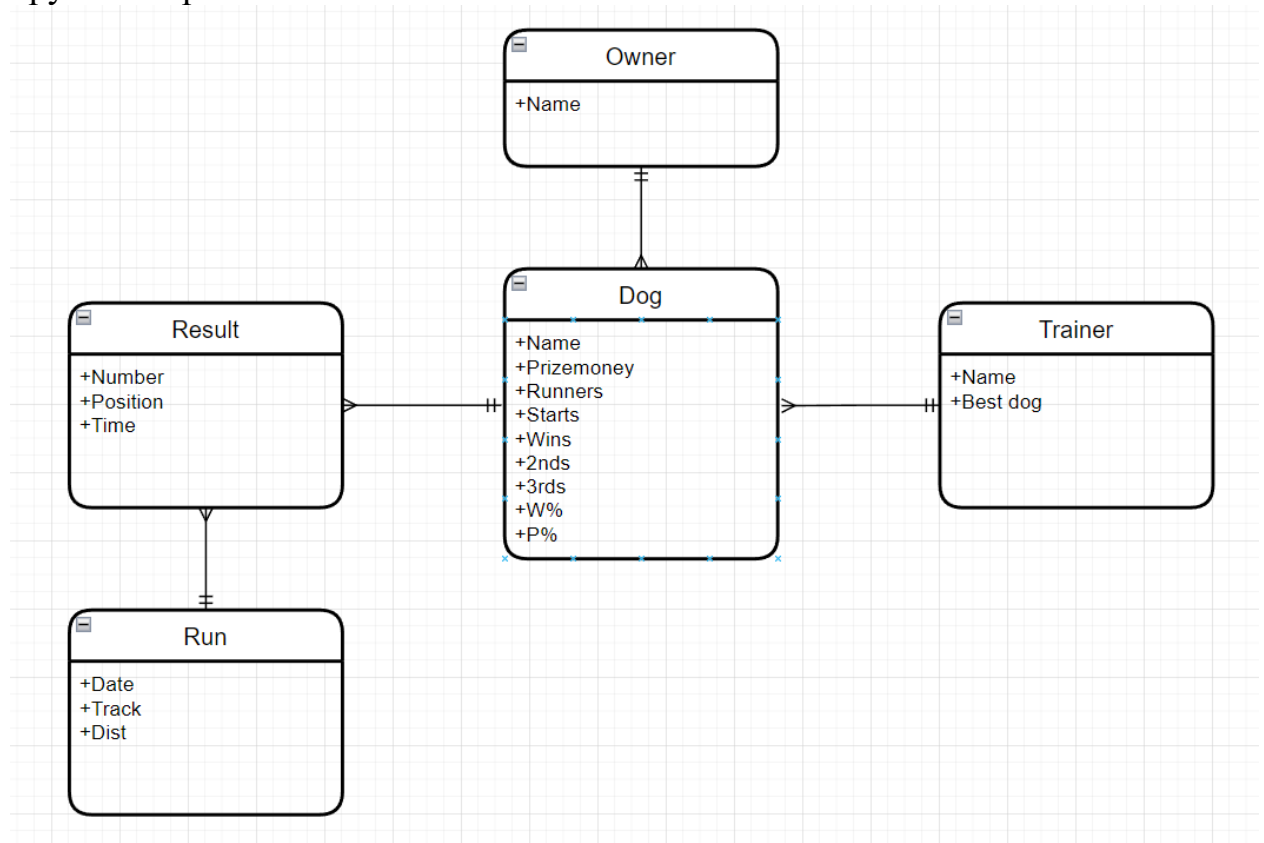 Owner
+Name
Dog
+Name
+Prizemoney
+Runners
+Starts
+Wins
+2nds
+3rds
+W%
+P%
Result
+Number
+Position
+Time
Trainer
+Name
+Best dog
Run
+Date
+Track
+Dist